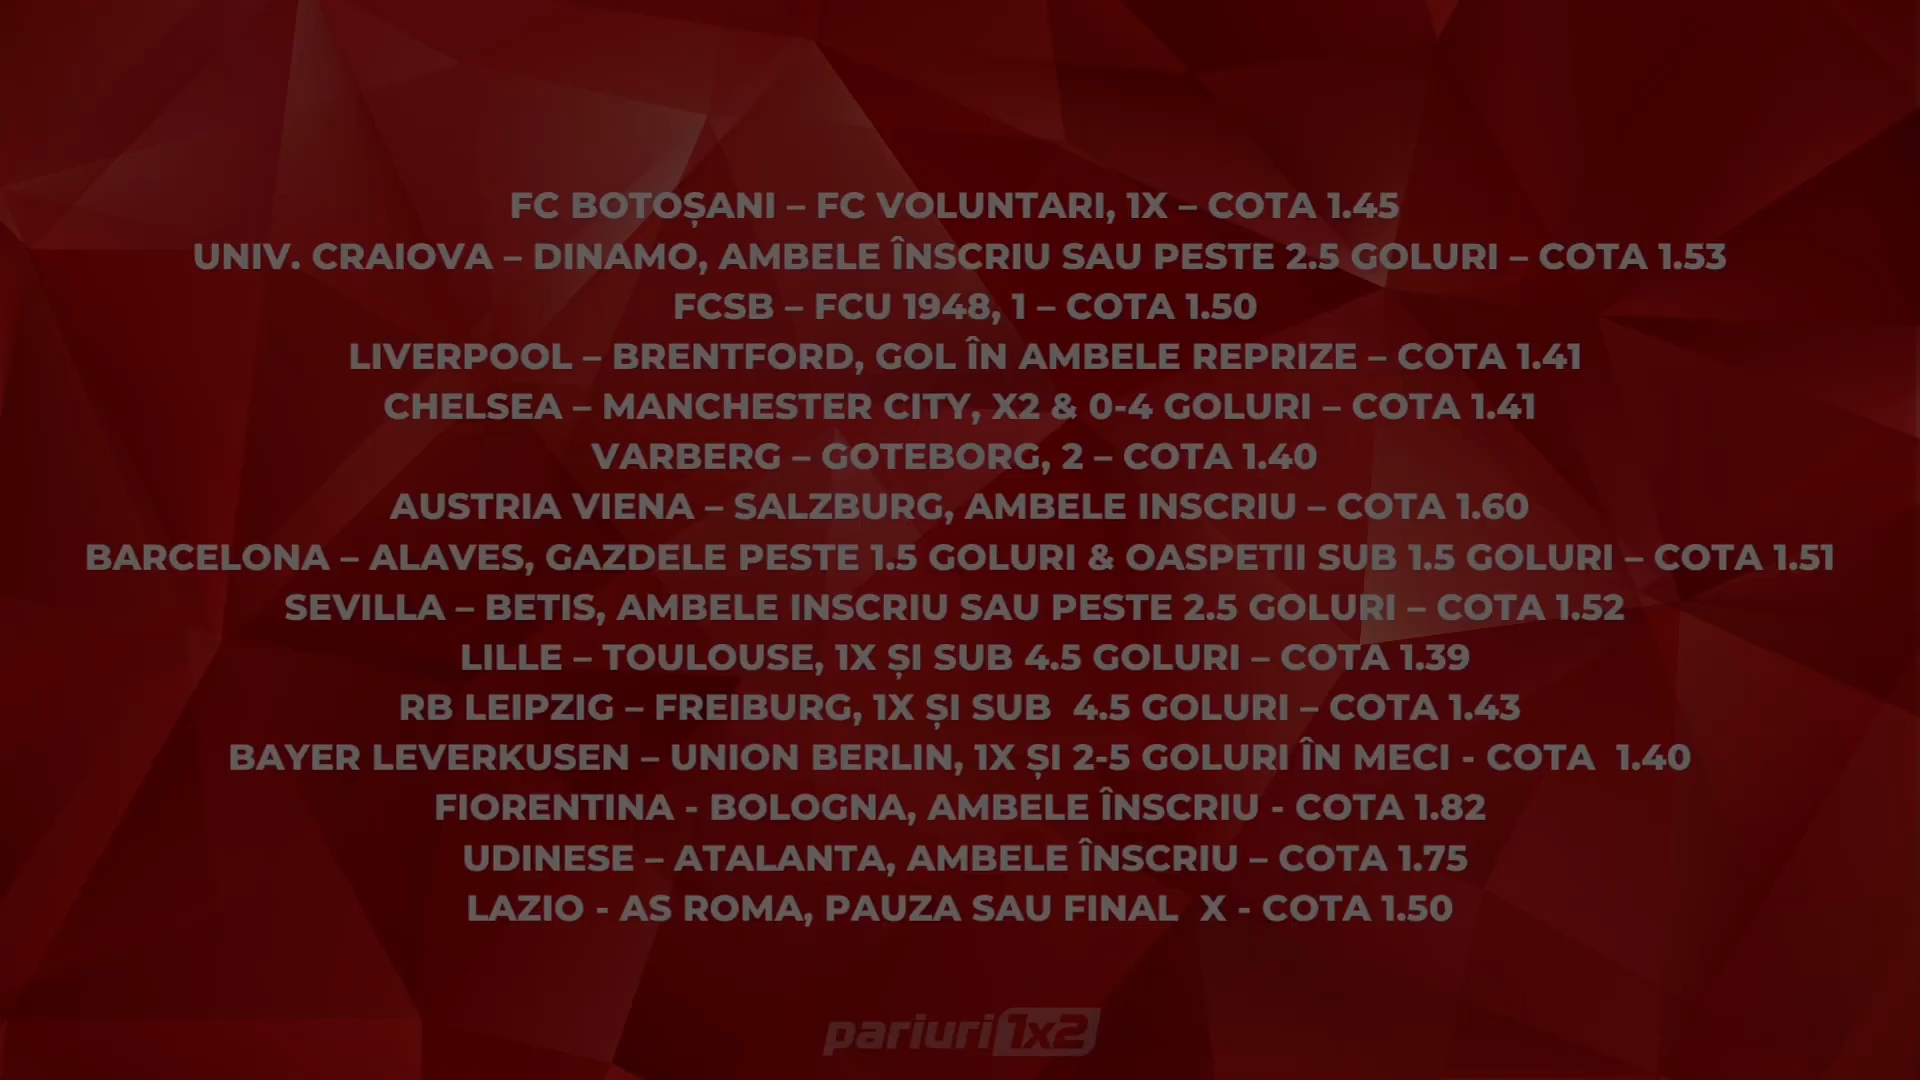 FC BOTOȘANI – FC VOLUNTARI, 1X – COTA 1.45
UNIV. CRAIOVA – DINAMO, AMBELE ÎNSCRIU SAU PESTE 2.5 GOLURI – COTA 1.53
FCSB – FCU 1948, 1 – COTA 1.50
LIVERPOOL – BRENTFORD, GOL ÎN AMBELE REPRIZE – COTA 1.41
CHELSEA – MANCHESTER CITY, X2 & 0-4 GOLURI – COTA 1.41
VARBERG – GOTEBORG, 2 – COTA 1.40
AUSTRIA VIENA – SALZBURG, AMBELE INSCRIU – COTA 1.60
BARCELONA – ALAVES, GAZDELE PESTE 1.5 GOLURI & OASPETII SUB 1.5 GOLURI – COTA 1.51
SEVILLA – BETIS, AMBELE INSCRIU SAU PESTE 2.5 GOLURI – COTA 1.52
LILLE – TOULOUSE, 1X ȘI SUB 4.5 GOLURI – COTA 1.39
RB LEIPZIG – FREIBURG, 1X ȘI SUB  4.5 GOLURI – COTA 1.43
BAYER LEVERKUSEN – UNION BERLIN, 1X ȘI 2-5 GOLURI ÎN MECI - COTA  1.40
FIORENTINA - BOLOGNA, AMBELE ÎNSCRIU - COTA 1.82
UDINESE – ATALANTA, AMBELE ÎNSCRIU – COTA 1.75
LAZIO - AS ROMA, PAUZA SAU FINAL  X - COTA 1.50
pariuri 1x2